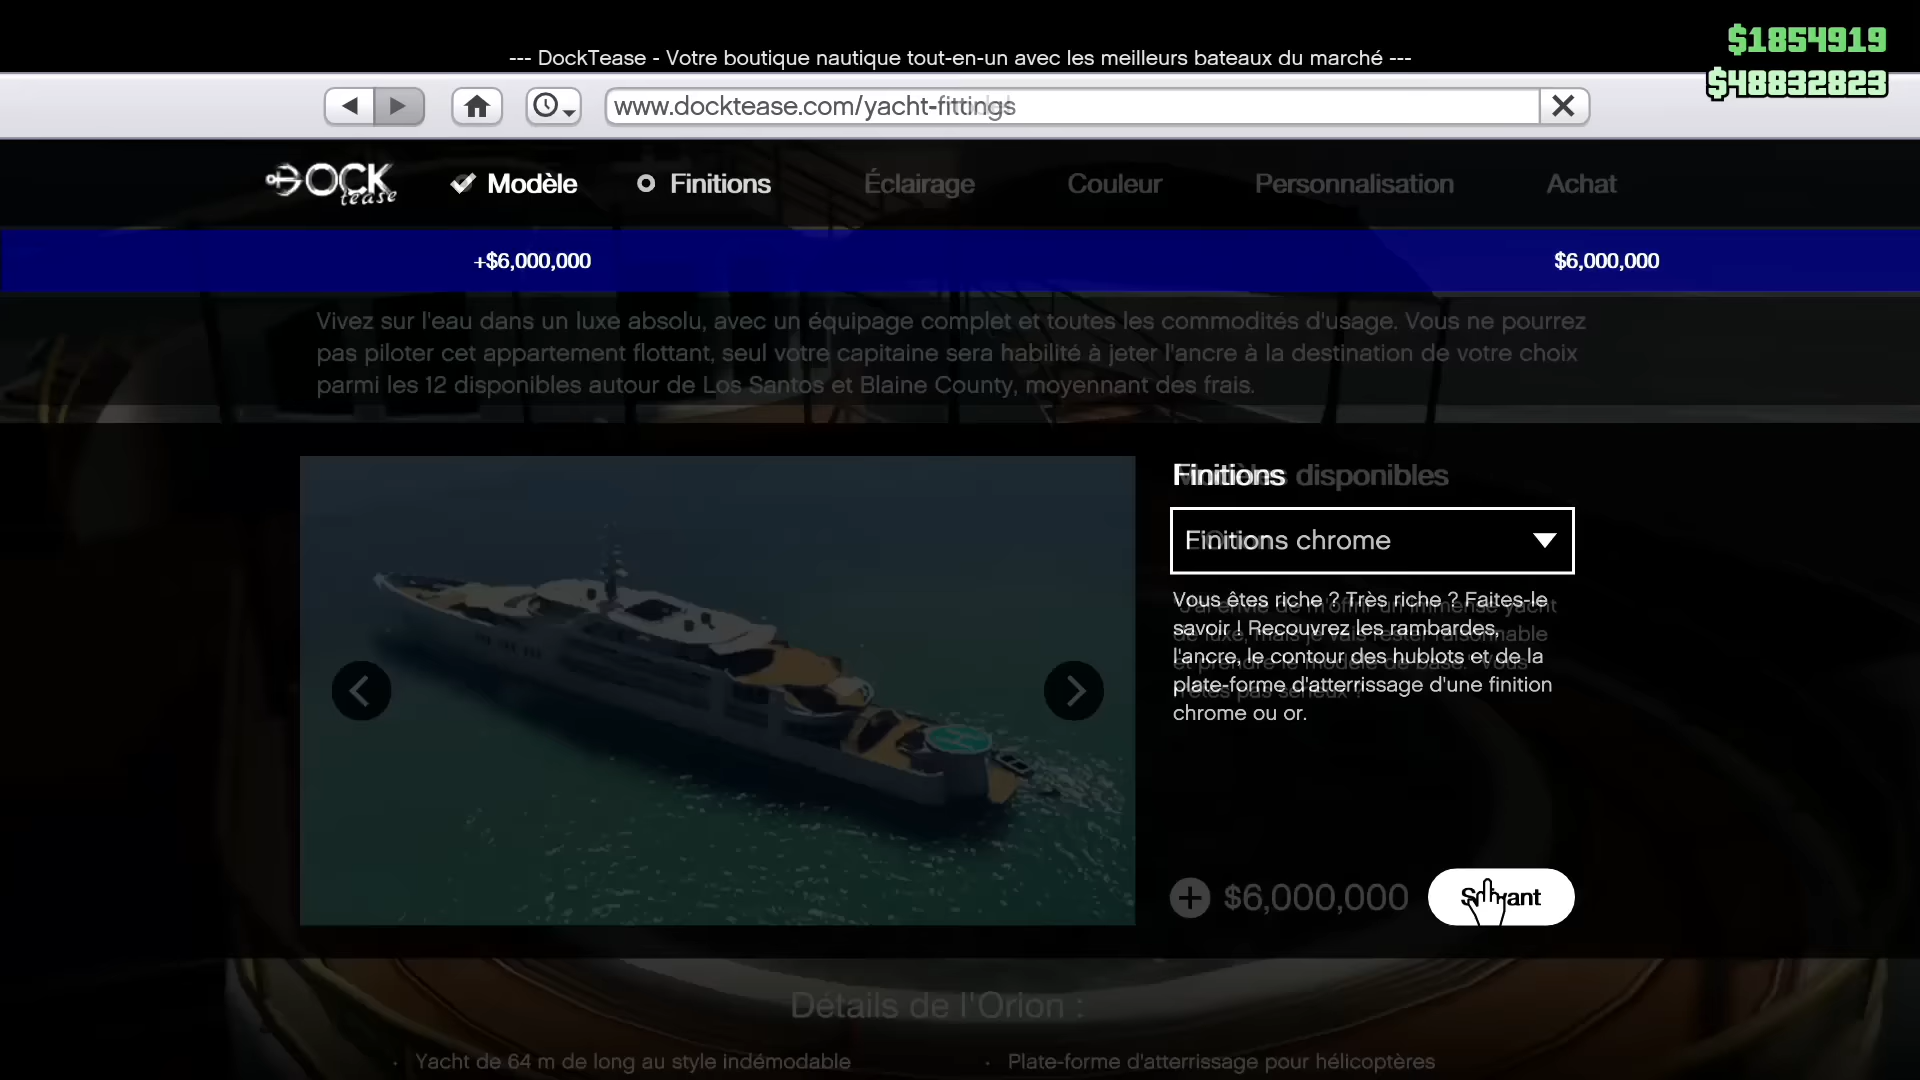 --- DockTease - Votre boutique nautique tout-en-un avec les meilleurs bateaux du marché ---
$1854919
$48832823
www.docktease.com/yacht-fittings
DOCK tease
Modèle
Finitions
Éclairage
Couleur
Personnalisation
Achat
+$6,000,000
$6,000,000
Vivez sur l'eau dans un luxe absolu, avec un équipage complet et toutes les commodités d'usage. Vous ne pourrez
pas piloter cet appartement flottant, seul votre capitaine sera habilité à jeter l'ancre à la destination de votre choix
parmi les 12 disponibles autour de Los Santos et Blaine County, moyennant des frais.
Finitions disponibles
Finitions chrome
Vous êtes riche ? Très riche ? Faites-le
savoir ! Recouvrez les rambardes,
l'ancre, le contour des hublots et de la
plate-forme d'atterrissage d'une finition
chrome ou or.
$6,000,000
Suivant
Détails de l'Orion :
· Yacht de 64 m de long au style indémodable
· Plate-forme d'atterrissage pour hélicoptères